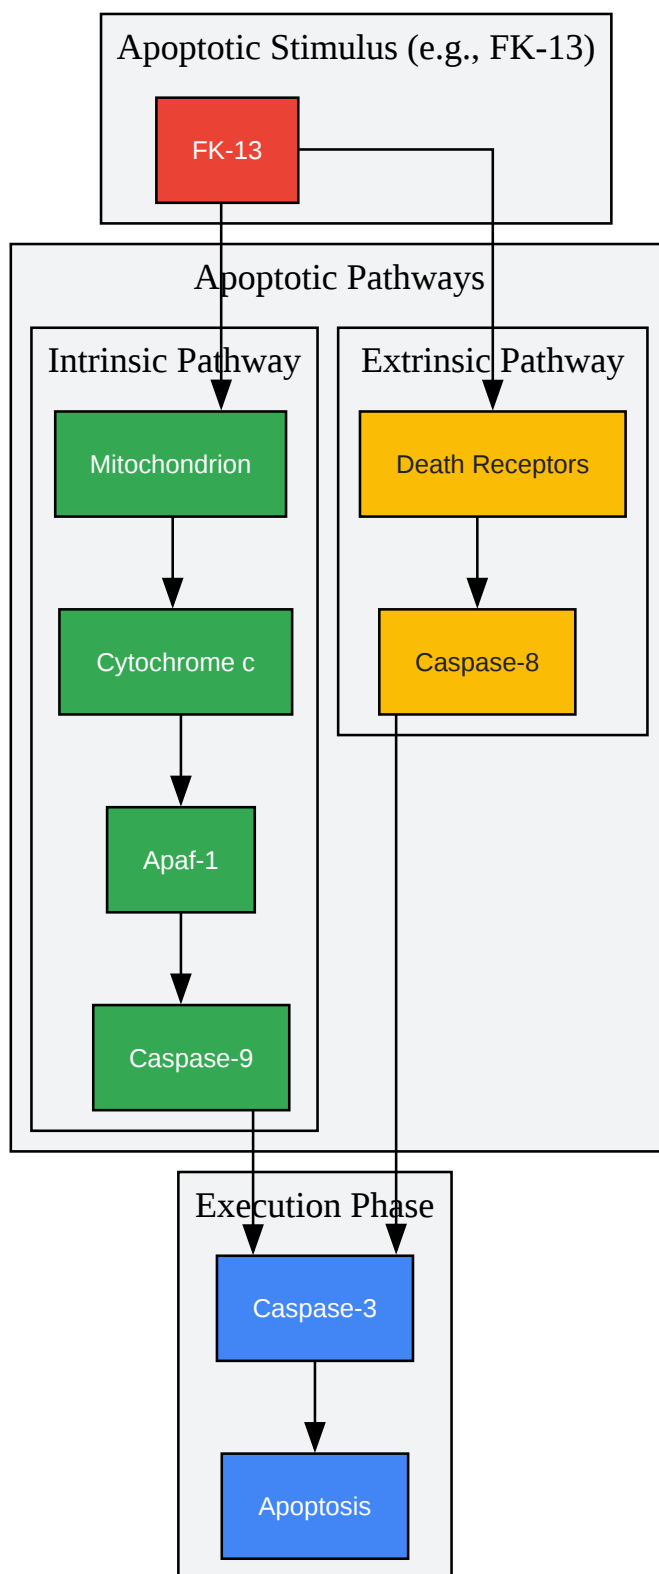 Apoptotic Stimulus (e.g., FK-13)
FK-13
Apoptotic Pathways
Intrinsic Pathway
Extrinsic Pathway
Mitochondrion
Death Receptors
Cytochrome c
Caspase-8
Apaf-1
Caspase-9
Execution Phase
Caspase-3
Apoptosis